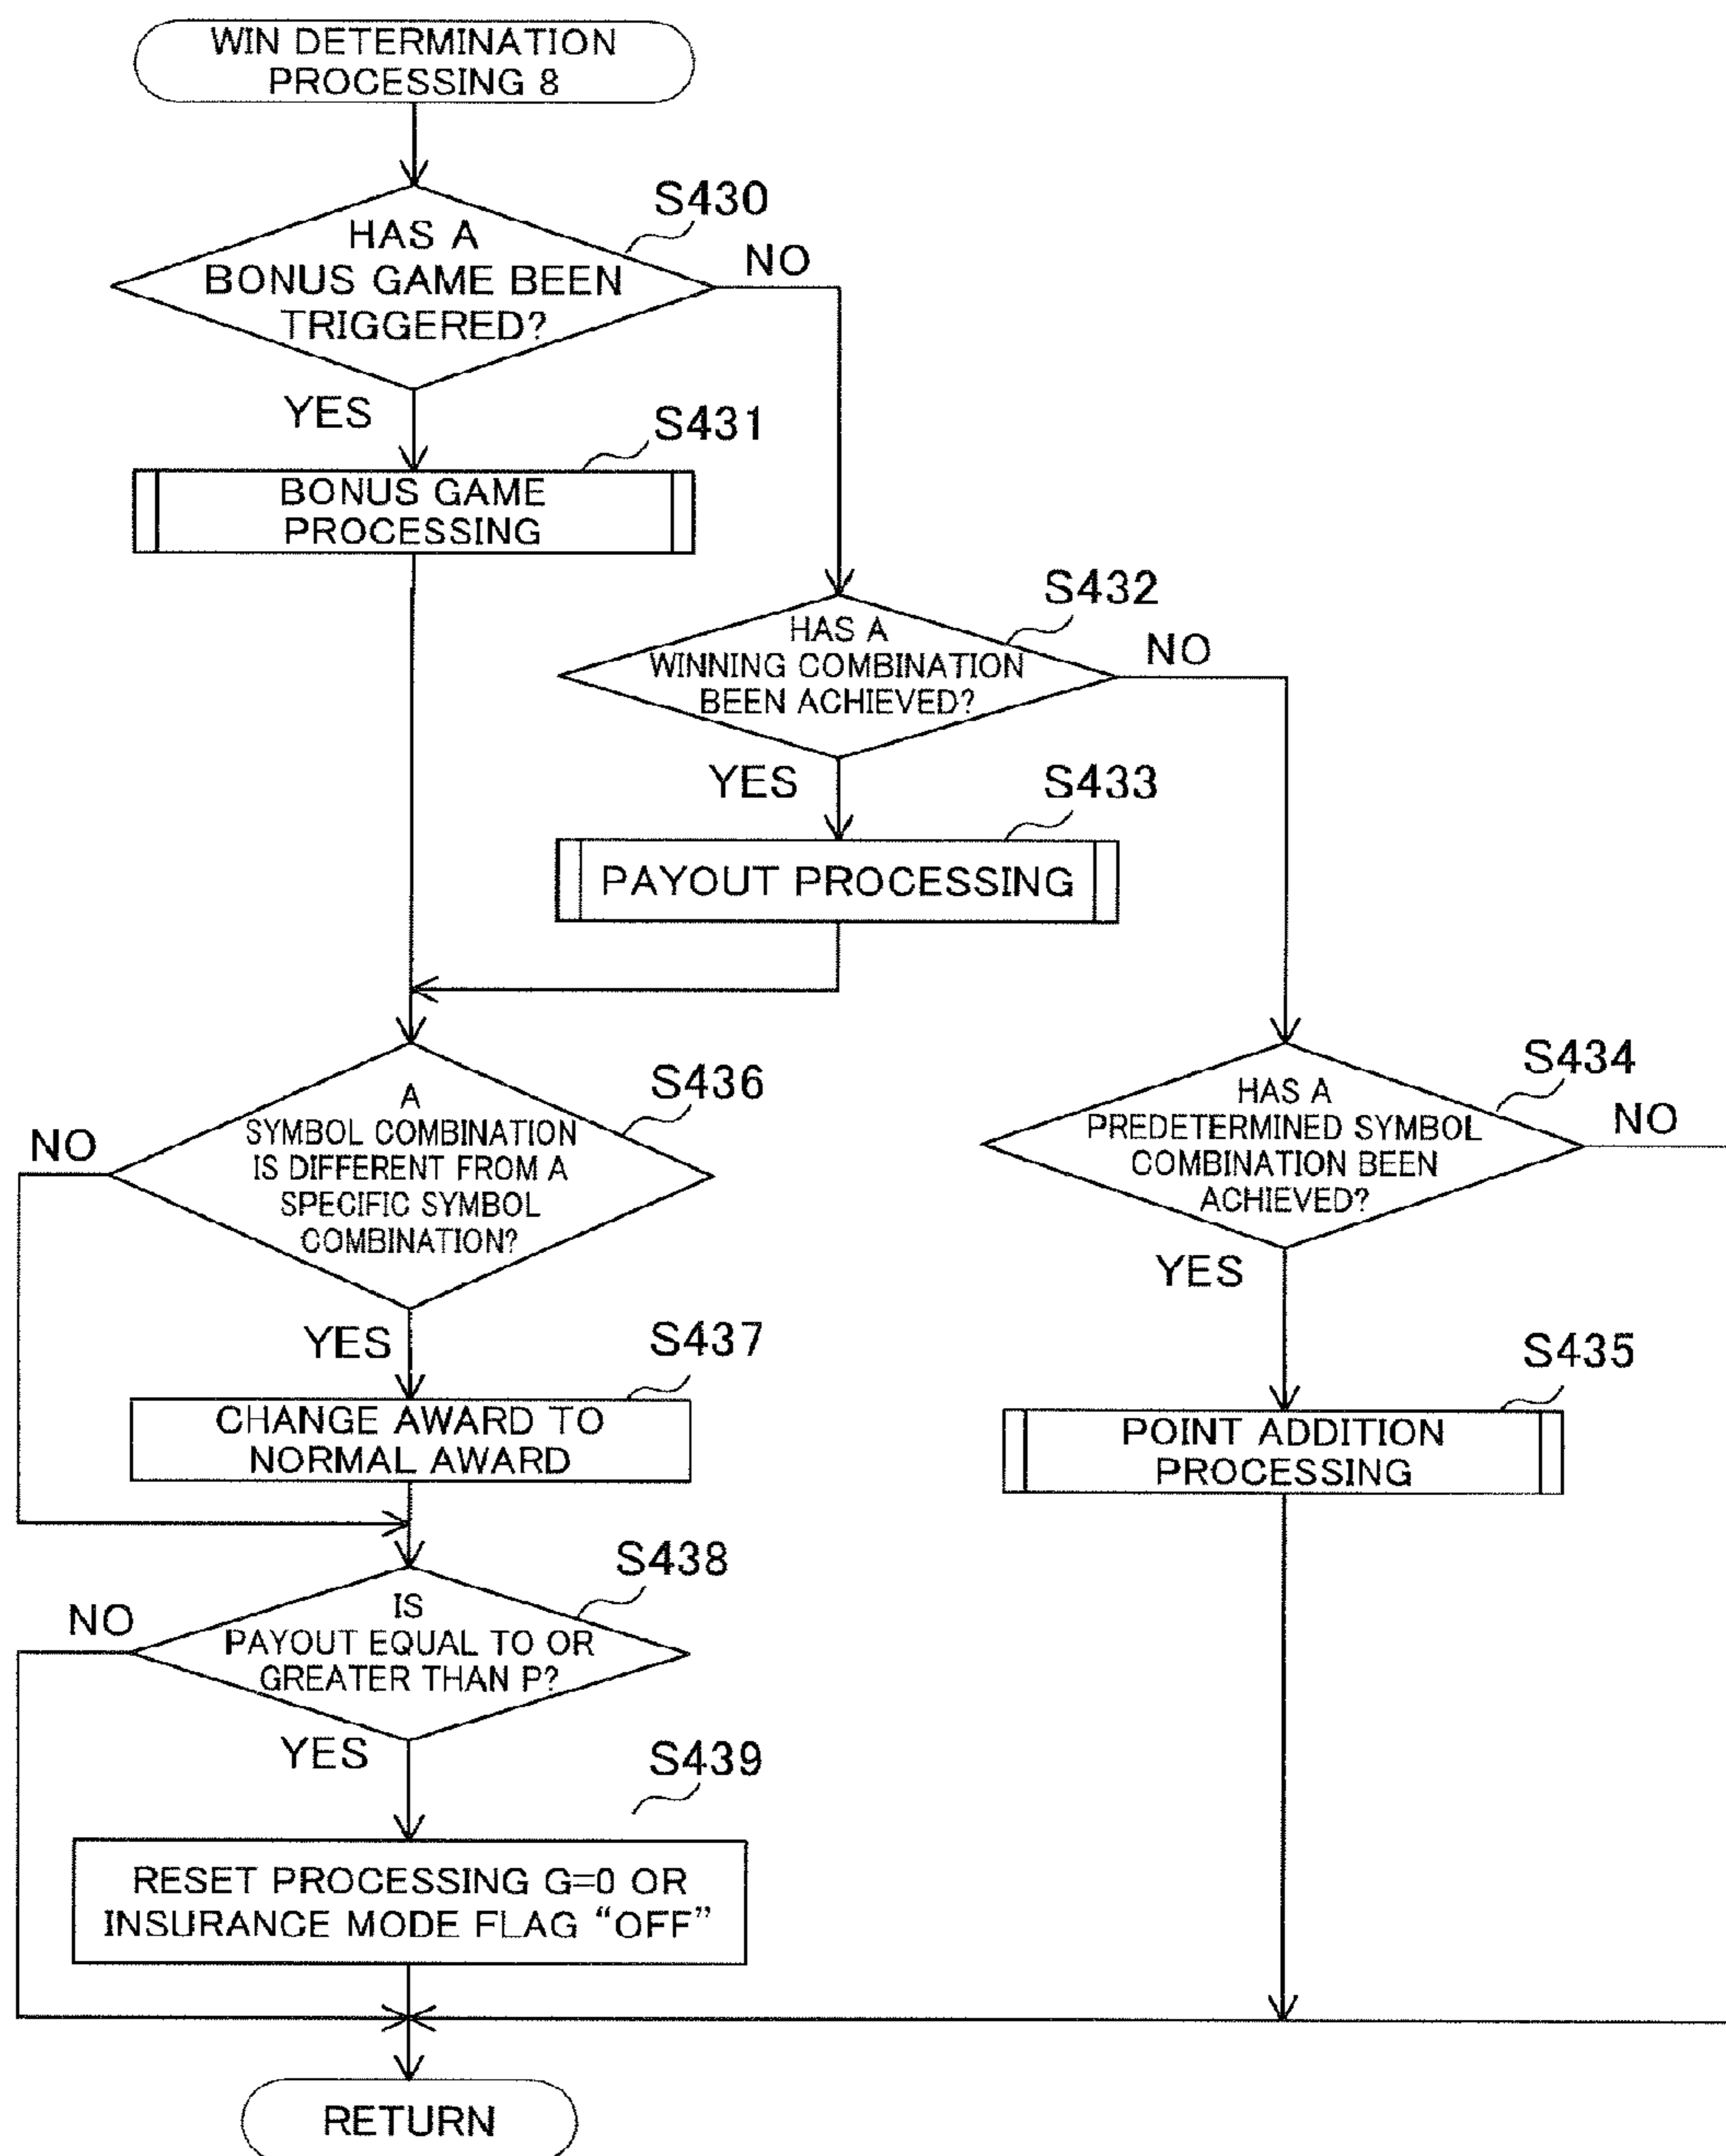 WIN DETERMINATION
PROCESSING 8
S430
HAS A
BONUS GAME BEEN
TRIGGERED?
NO
YES
S431
BONUS GAME
PROCESSING
S432
HAS A
WINNING COMBINATION
BEEN ACHIEVED?
NO
YES
S433
PAYOUT PROCESSING
S436
A
SYMBOL COMBINATION
IS DIFFERENT FROM A
SPECIFIC SYMBOL
COMBINATION?
NO
YES
S434
HAS A
PREDETERMINED SYMBOL
COMBINATION BEEN
ACHIEVED?
NO
YES
S437
CHANGE AWARD TO
NORMAL AWARD
S435
POINT ADDITION
PROCESSING
S438
IS
PAYOUT EQUAL TO OR
GREATER THAN P?
NO
YES
S439
RESET PROCESSING G=0 OR
INSURANCE MODE FLAG “OFF”
RETURN